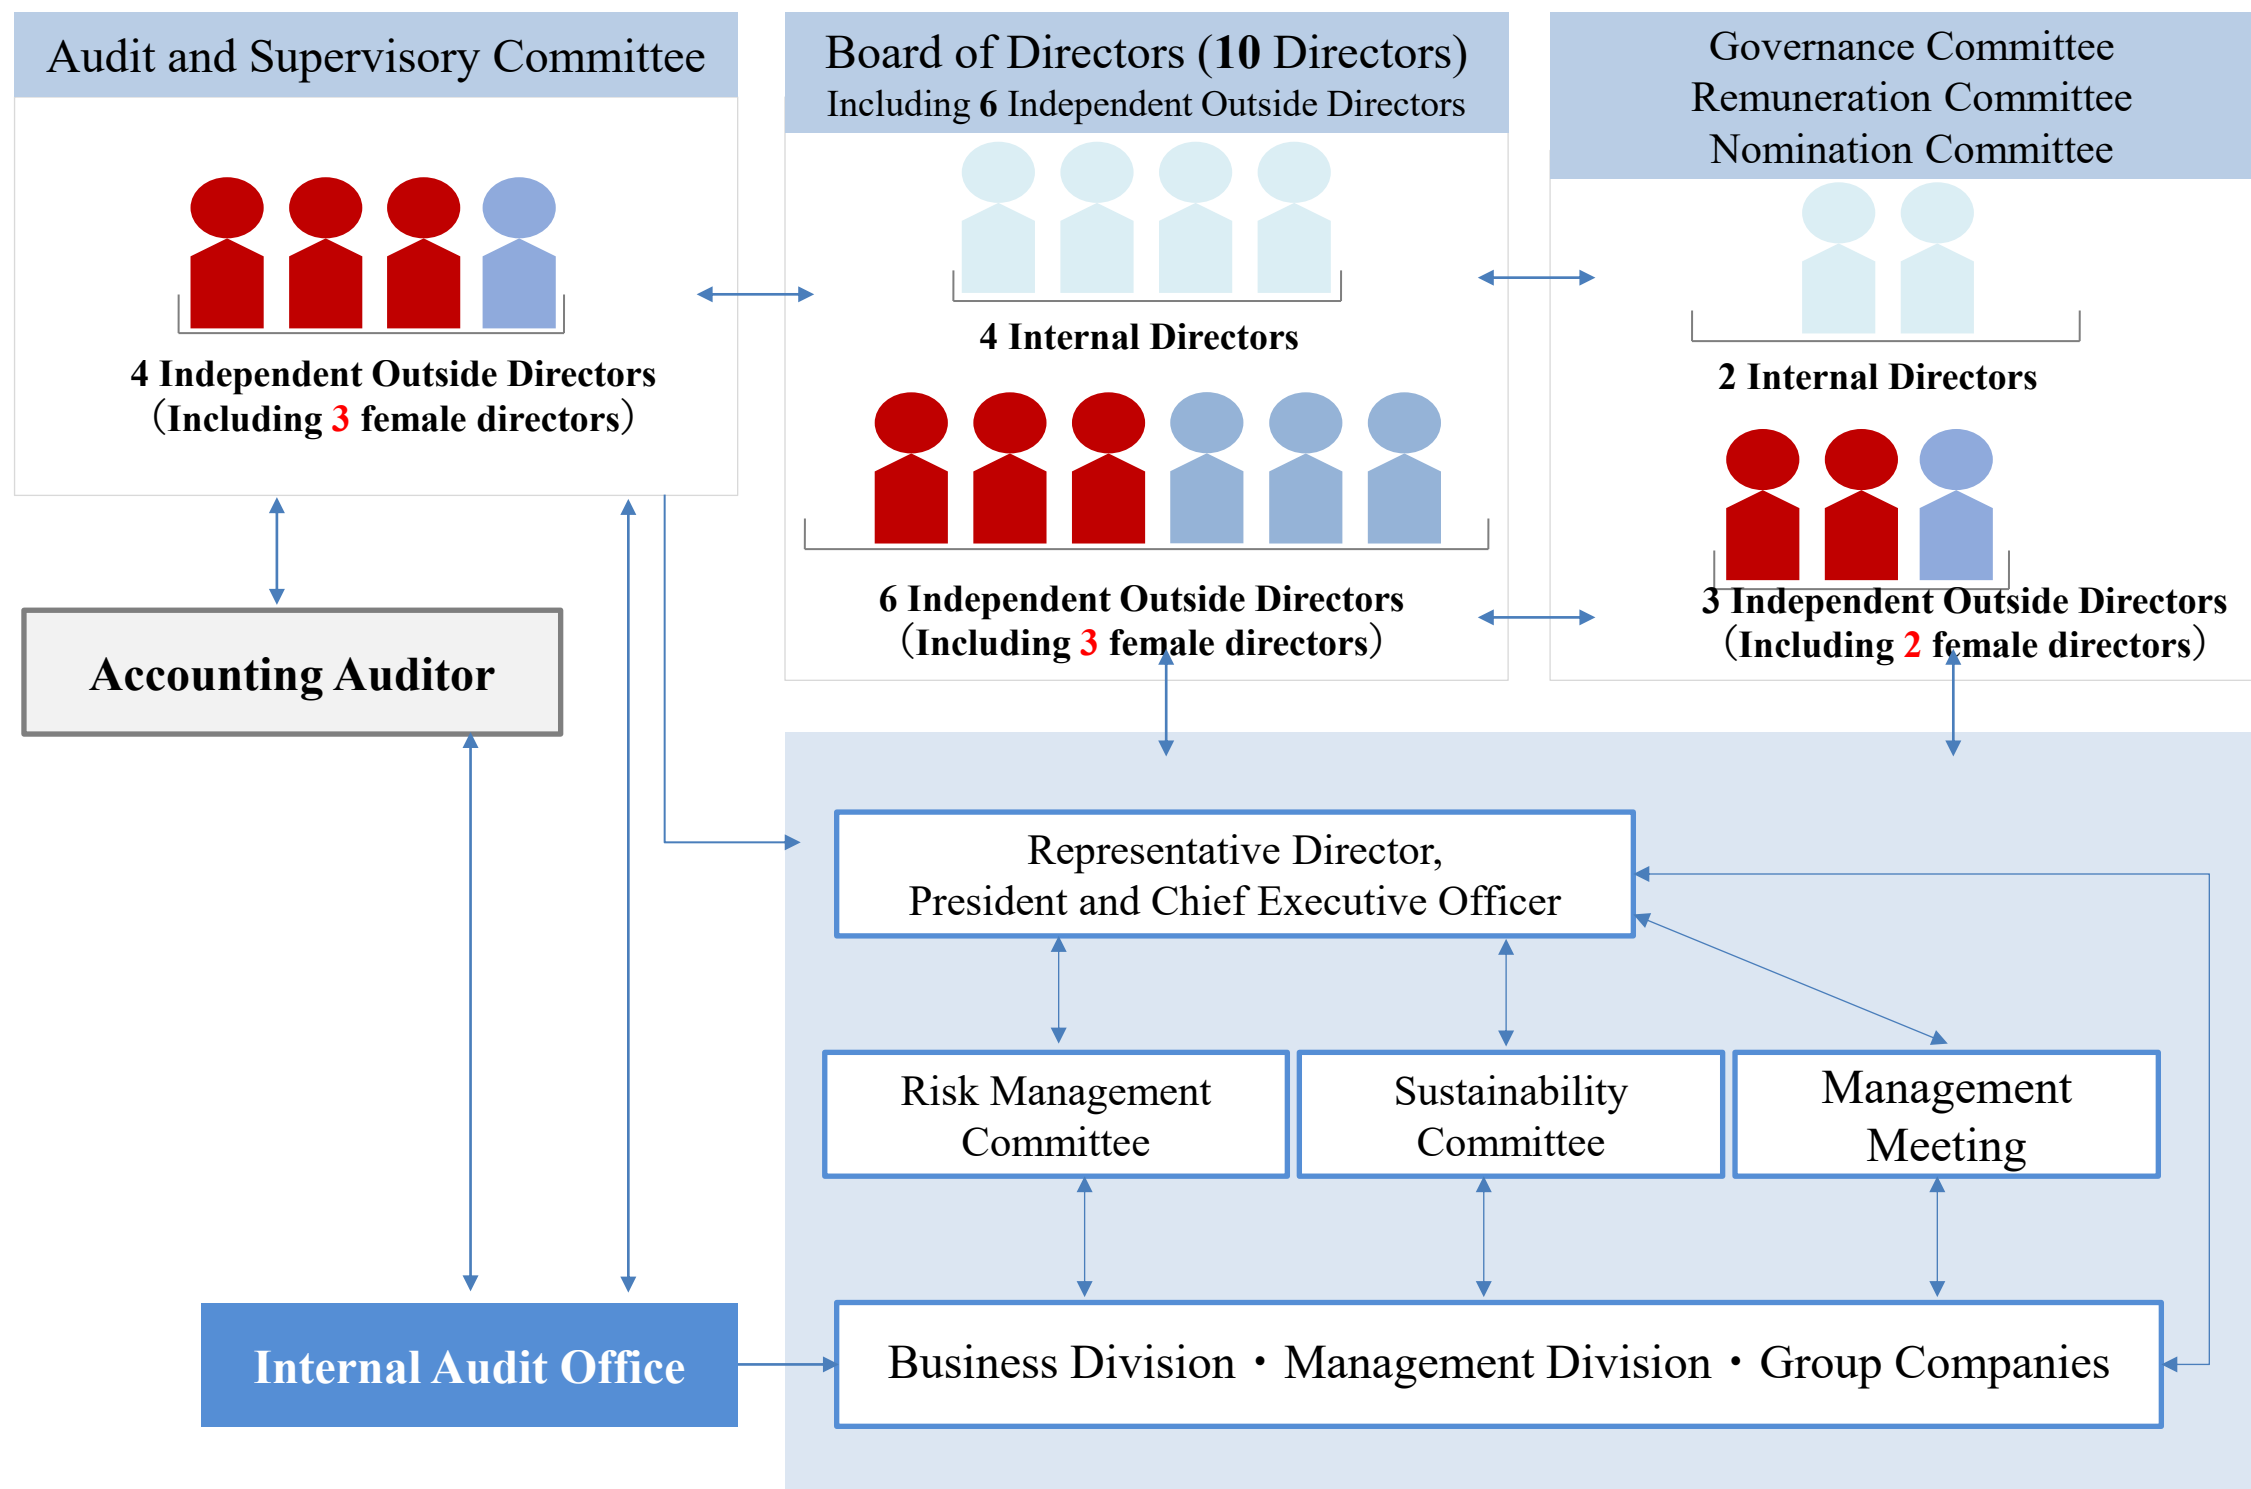 Audit and Supervisory Committee
4 Independent Outside Directors
（Including 3 female directors）
Board of Directors (10 Directors)
Including 6 Independent Outside Directors
4 Internal Directors
6 Independent Outside Directors
（Including 3 female directors）
Governance Committee
Remuneration Committee
Nomination Committee
2 Internal Directors
3 Independent Outside Directors
（Including 2 female directors）
Accounting Auditor
Representative Director,
President and Chief Executive Officer
Risk Management
Committee
Sustainability
Committee
Management
Meeting
Internal Audit Office
Business Division・Management Division・Group Companies